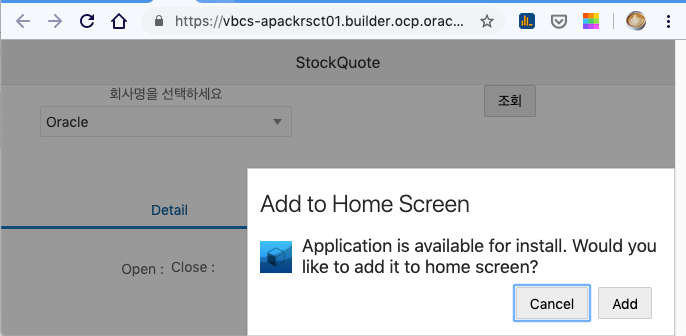 https://vbcs-apackrsct01.builder.ocp.orac...
StockQuote
회사명을 선택하세요
조회
Oracle
Detail
Open : Close :
Add to Home Screen
Application is available for install. Would you
like to add it to home screen?
Cancel Add